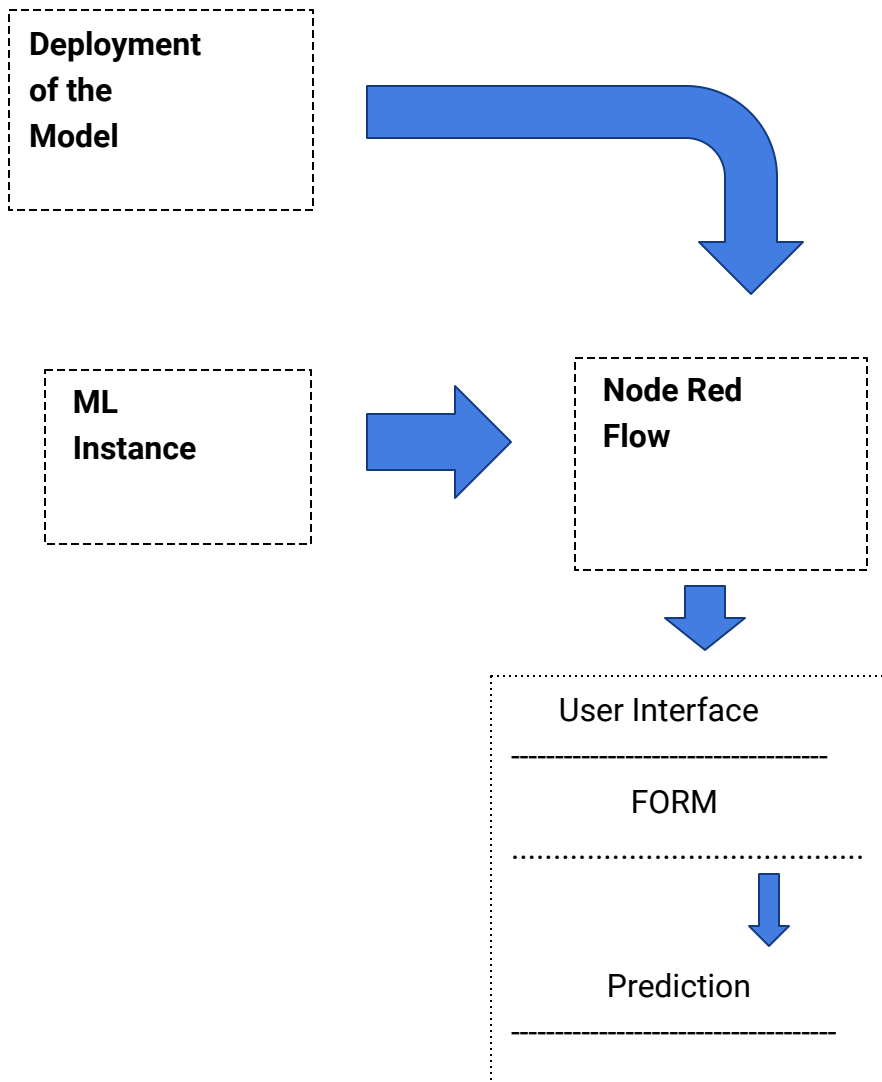 Deployment
of the
Model
ML
Instance
Node Red
Flow
User Interface
------------------------------------
FORM
..........................................
Prediction
-------------------------------------